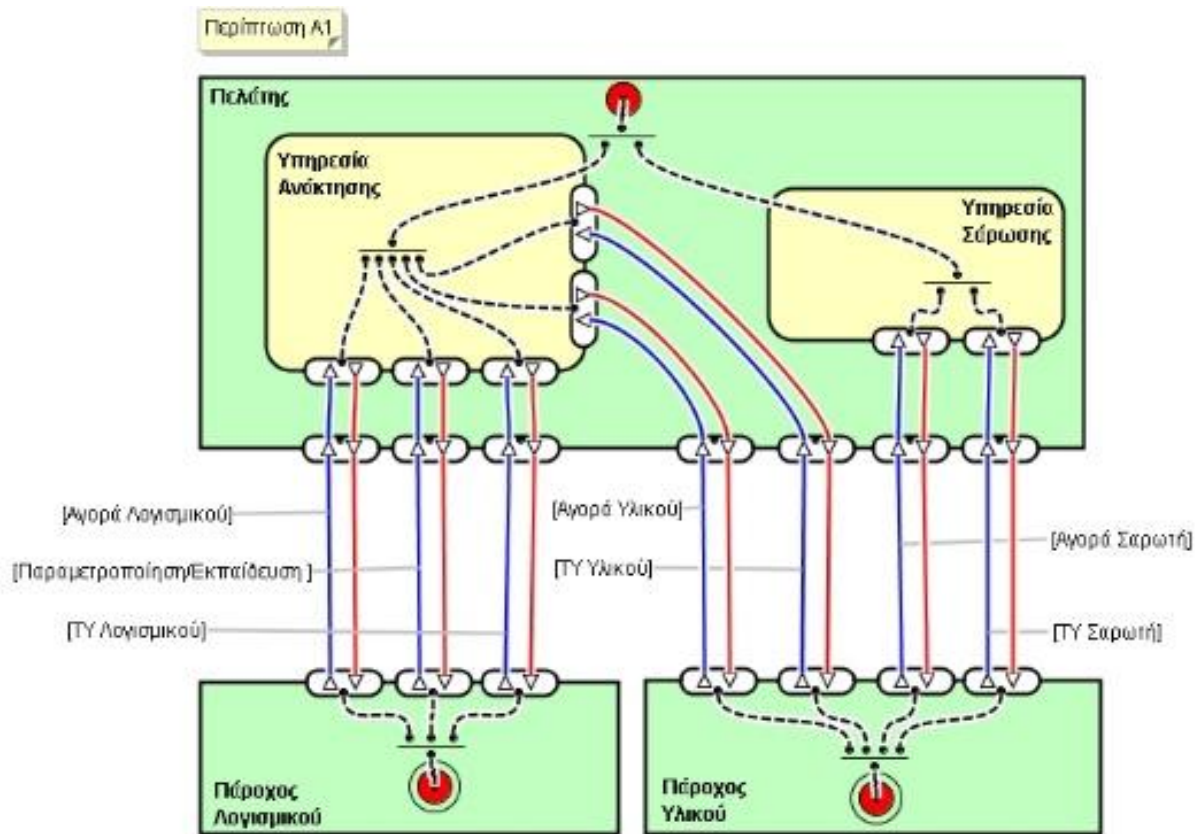 Περίπτωση A1
Πελάτης
Υπηρεσία
Ανάκτησης
Υπηρεσία
Σάρωσης
[Αγορά Λογισμικού]
[Παραμετροποίηση/Εκπαίδευση ]
[ΤΥ Λογισμικού]
[Αγορά Υλικού]
[ΤΥ Υλικού]
[Αγορά Σαρωτή]
[ΤΥ Σαρωτή]
Πάροχος
Λογισμικού
Πάροχος
Υλικού